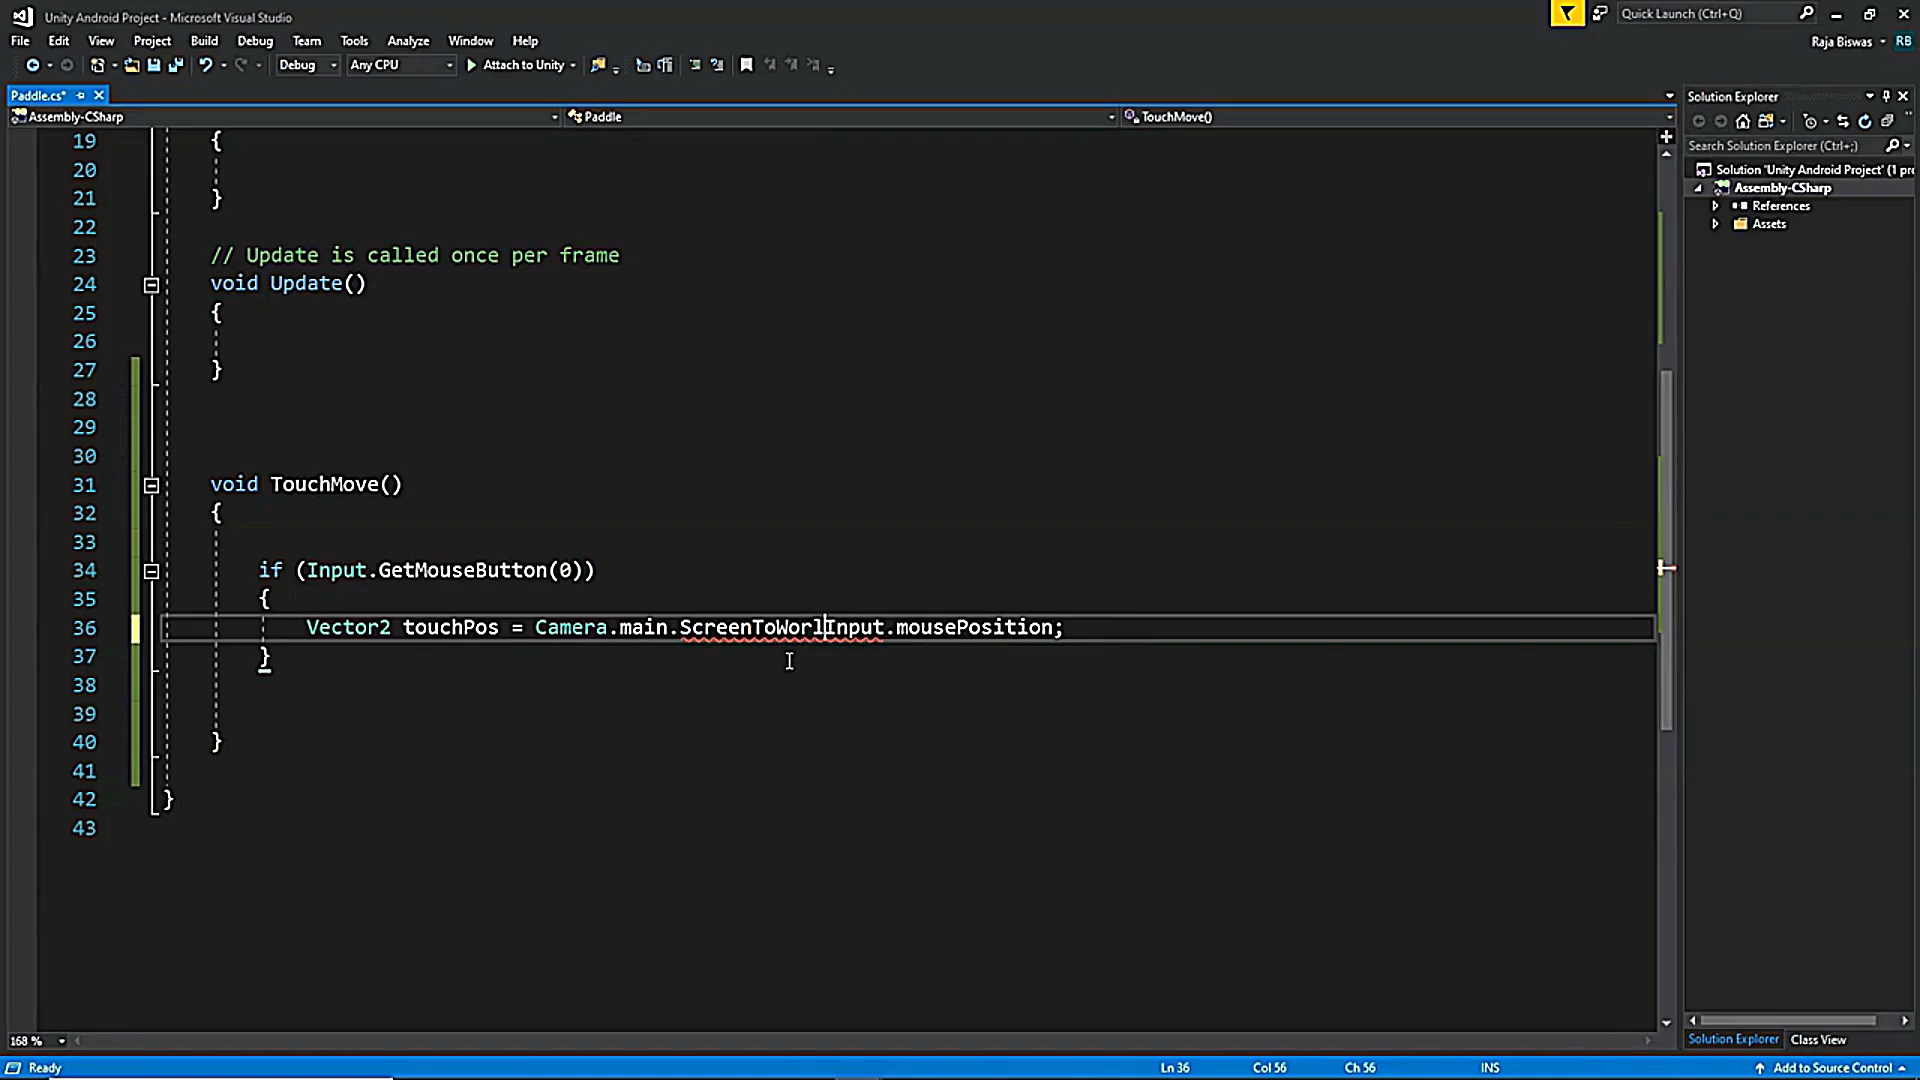 Unity Android Project - Microsoft Visual Studio
Quick Launch (Ctrl+Q)
File Edit View Project Build Debug Team Tools Analyze Window Help
Raja Biswas RB
Debug Any CPU Attach to Unity
Paddle.cs*
Assembly-CSharp Paddle TouchMove()
19 {
20
21 }
22
23 // Update is called once per frame
24 void Update()
25 {
26
27 }
28
29
30
31 void TouchMove()
32 {
33
34 if (Input.GetMouseButton(0))
35 {
36 Vector2 touchPos = Camera.main.ScreenToWorlInput.mousePosition;
37 }
38
39
40 }
41
42 }
43
168 %
Solution Explorer
Search Solution Explorer (Ctrl+;)
Solution 'Unity Android Project' (1 pr
Assembly-CSharp
References
Assets
Solution Explorer Class View
Ready Ln 36 Col 56 Ch 56 INS Add to Source Control